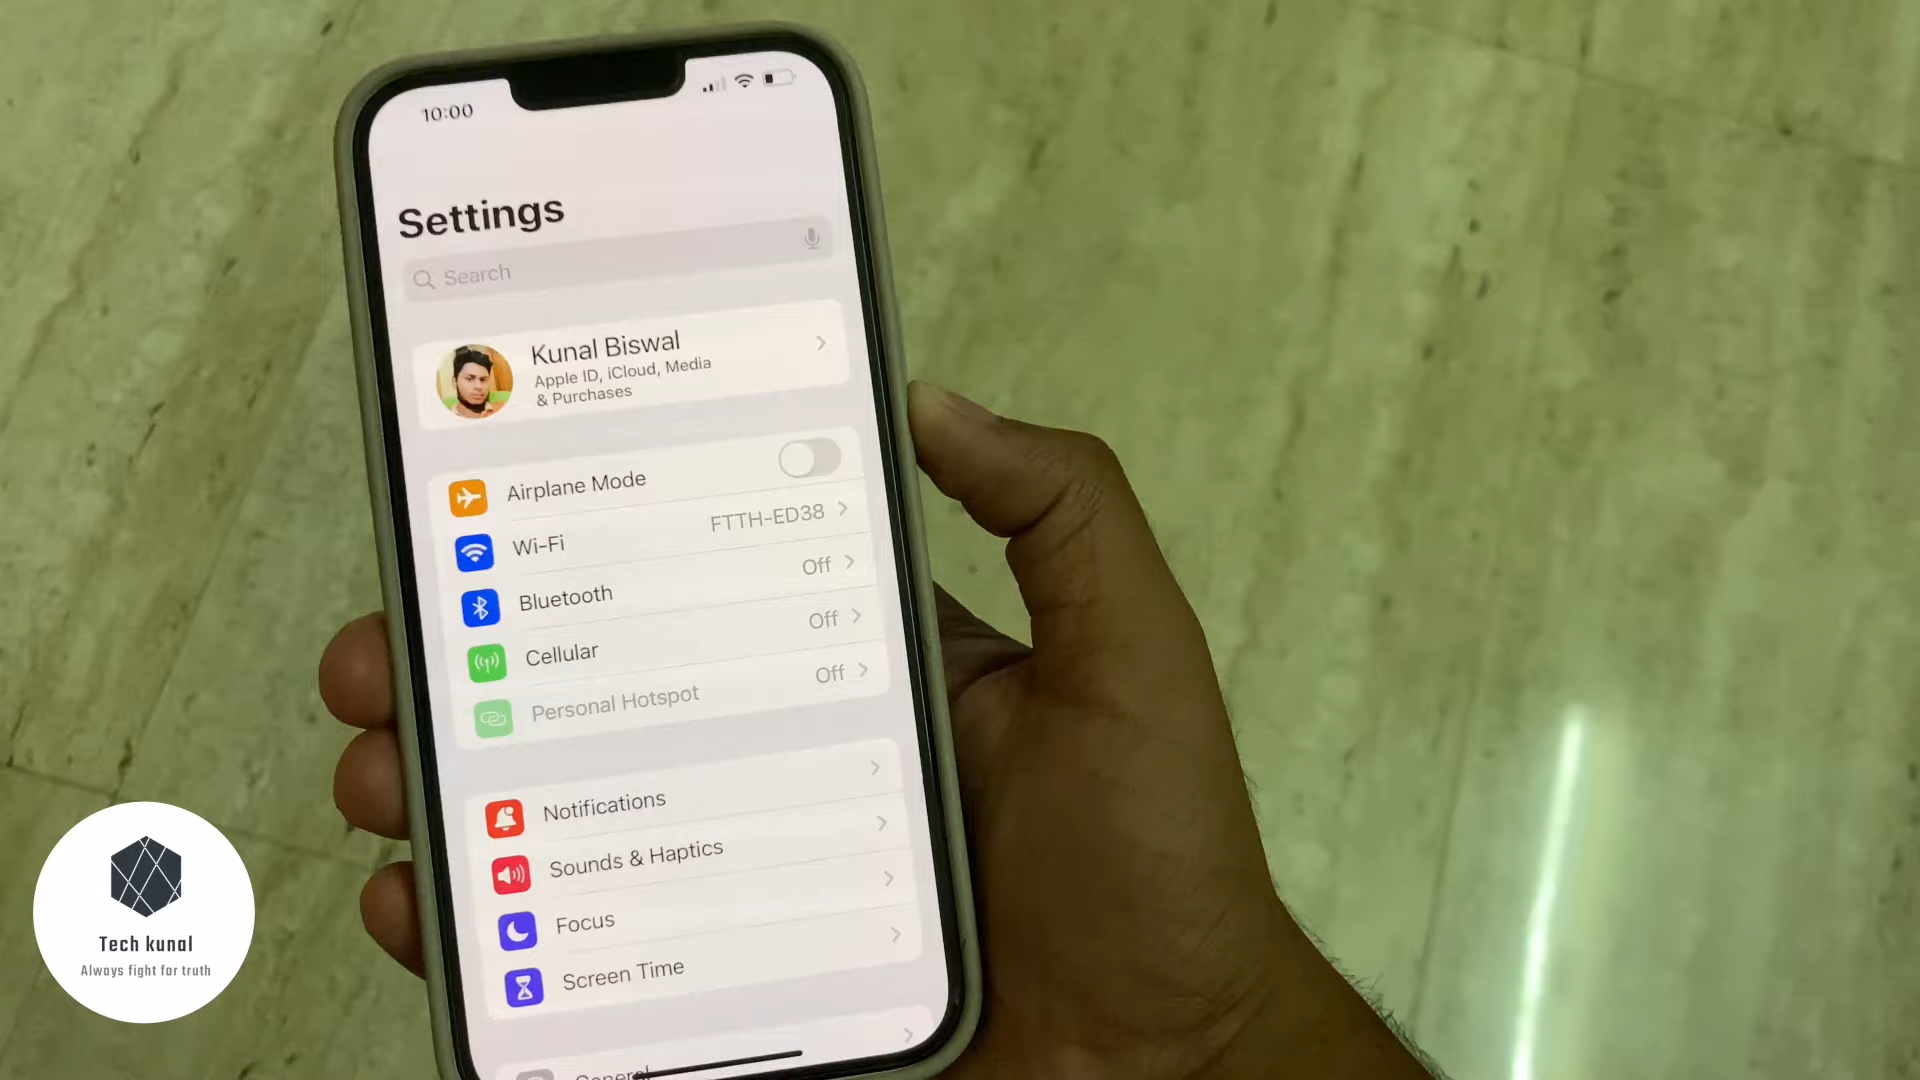 10:00
Settings
Search
Kunal Biswal
Apple ID, iCloud, Media
& Purchases
Airplane Mode
Wi-Fi FTTH-ED38
Bluetooth Off
Cellular Off
Personal Hotspot Off
Notifications
Sounds & Haptics
Focus
Screen Time
General
Tech kunal
Always fight for truth